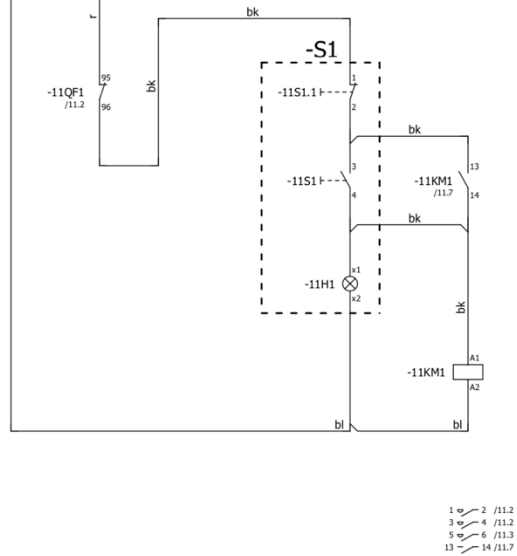 r
bk
-S1
95
-11QF1
/11.2
96
bk
1
-11S1.1
2
bk
3
-11S1
4
13
-11KM1
/11.7
14
bk
x1
-11H1
x2
bk
A1
-11KM1
A2
bl
bl
1 2 /11.2
3 4 /11.2
5 6 /11.3
13 14 /11.7